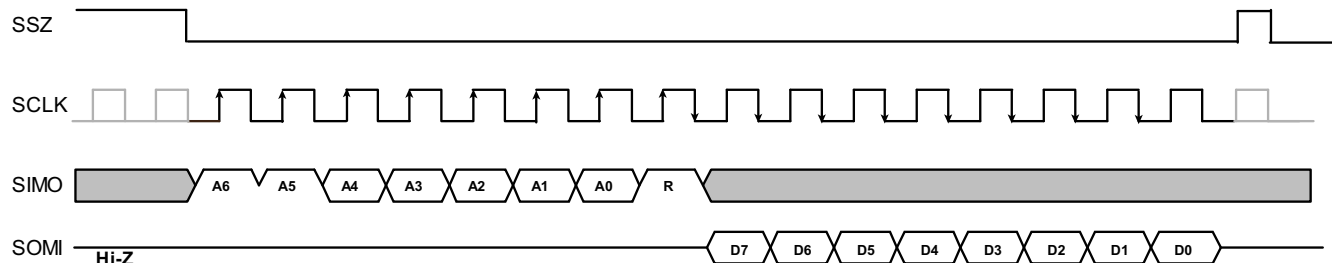 SSZ
SCLK
SIMO A6 A5 A4 A3 A2 A1 A0 R
SOMI Hi-Z D7 D6 D5 D4 D3 D2 D1 D0